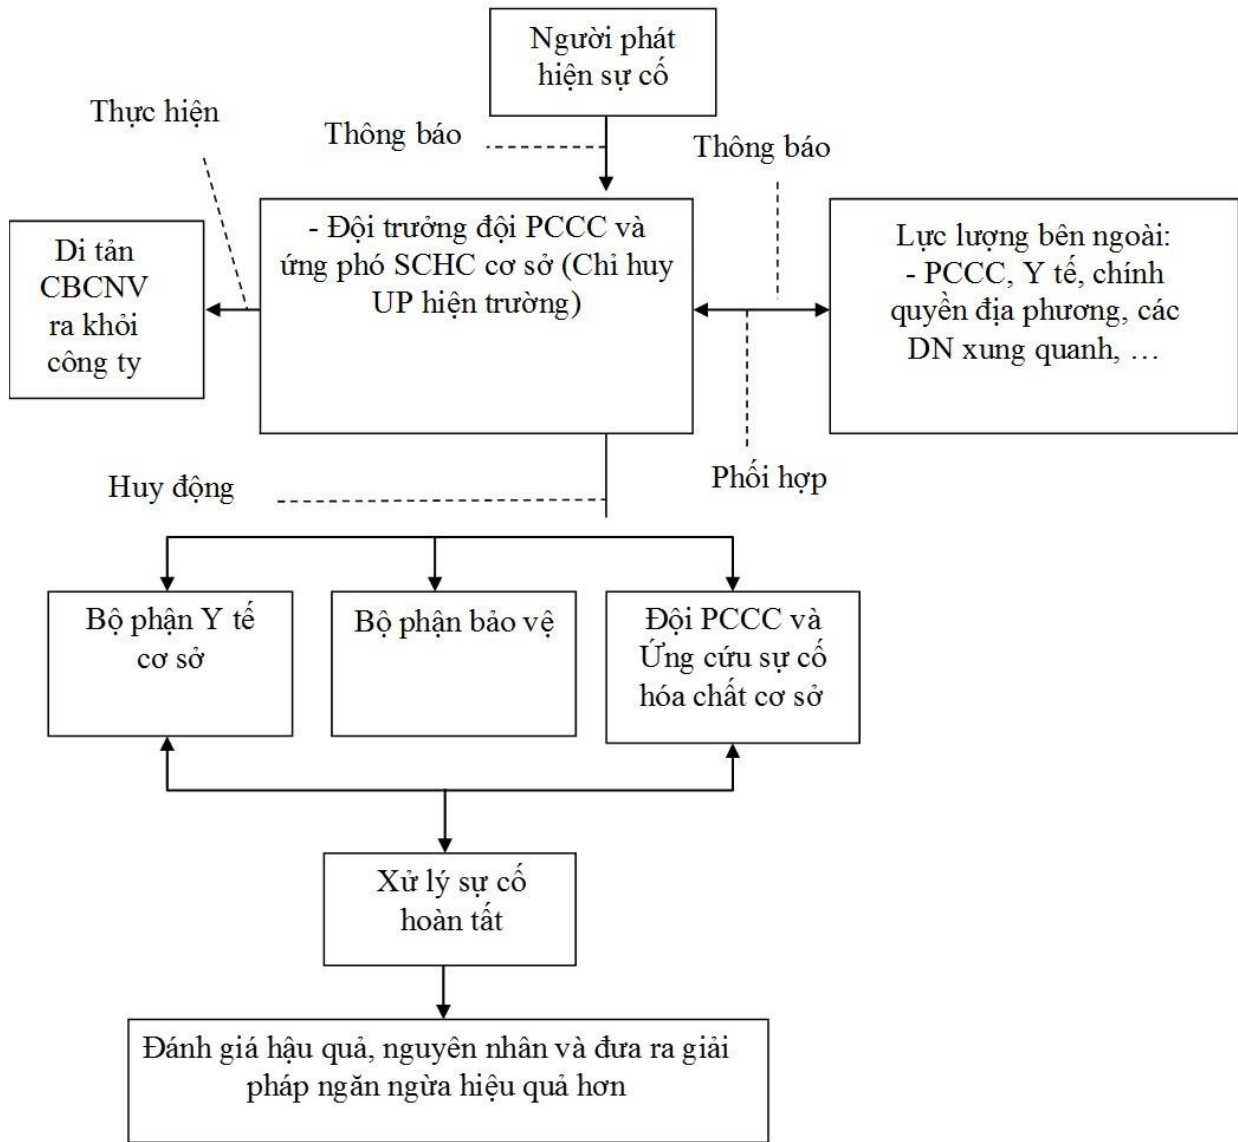 Người phát
hiện sự cố
Thực hiện
Thông báo
Thông báo
Di tản
CBCNV
ra khỏi
công ty
- Đội trưởng đội PCCC và
ứng phó SCHC cơ sở (Chỉ huy
UP hiện trường)
Lực lượng bên ngoài:
- PCCC, Y tế, chính
quyền địa phương, các
DN xung quanh, …
Huy động
Phối hợp
Bộ phận Y tế
cơ sở
Bộ phận bảo vệ
Đội PCCC và
Ứng cứu sự cố
hóa chất cơ sở
Xử lý sự cố
hoàn tất
Đánh giá hậu quả, nguyên nhân và đưa ra giải
pháp ngăn ngừa hiệu quả hơn